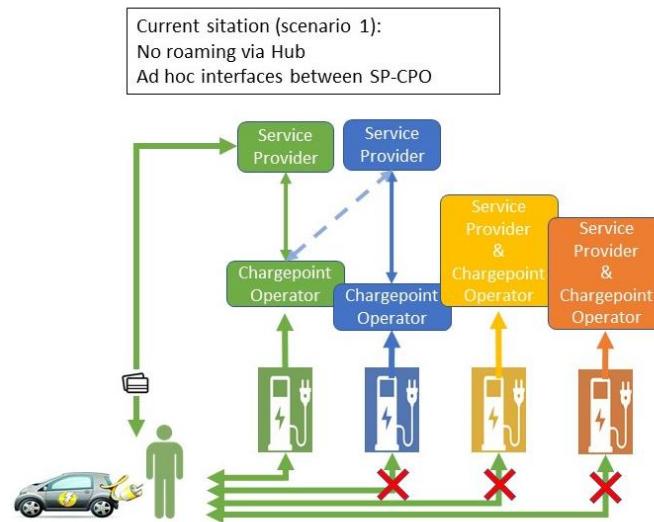 Current sitation (scenario 1):
No roaming via Hub
Ad hoc interfaces between SP-CPO
Service
Provider
Service
Provider
Service
Provider
&
Chargepoint
Operator
Service
Provider
&
Chargepoint
Operator
Chargepoint
Operator
Chargepoint
Operator